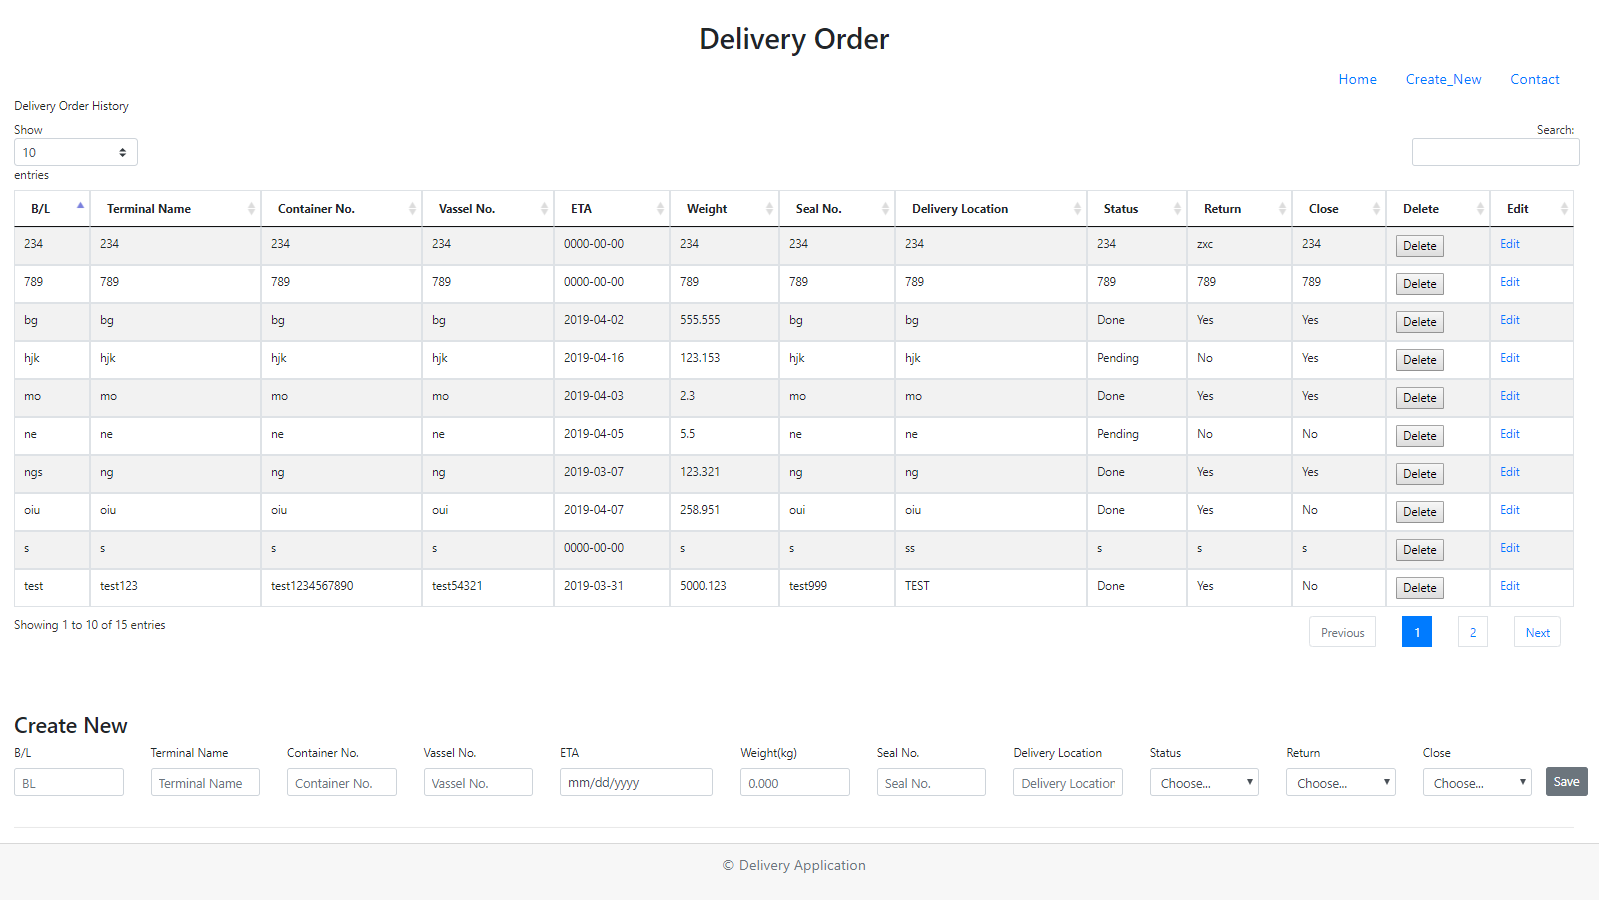 Delivery Order
Home Create_New Contact
Delivery Order History
Show
Search:
10
entries
B/L Terminal Name Container No. Vassel No. ETA Weight Seal No. Delivery Location Status Return Close Delete Edit
234 234 234 234 0000-00-00 234 234 234 234 zxc 234 Delete Edit
789 789 789 789 0000-00-00 789 789 789 789 789 789 Delete Edit
bg bg bg bg 2019-04-02 555.555 bg bg Done Yes Yes Delete Edit
hjk hjk hjk hjk 2019-04-16 123.153 hjk hjk Pending No Yes Delete Edit
mo mo mo mo 2019-04-03 2.3 mo mo Done Yes Yes Delete Edit
ne ne ne ne 2019-04-05 5.5 ne ne Pending No No Delete Edit
ngs ng ng ng 2019-03-07 123.321 ng ng Done Yes Yes Delete Edit
oiu oiu oiu oui 2019-04-07 258.951 oui oiu Done Yes No Delete Edit
s s s s 0000-00-00 s s ss s s s Delete Edit
test test123 test1234567890 test54321 2019-03-31 5000.123 test999 TEST Done Yes No Delete Edit
Showing 1 to 10 of 15 entries
Previous 1 2 Next
Create New
B/L Terminal Name Container No. Vassel No. ETA Weight(kg) Seal No. Delivery Location Status Return Close
BL Terminal Name Container No. Vassel No. mm/dd/yyyy 0.000 Seal No. Delivery Location Choose... Choose... Choose... Save
© Delivery Application